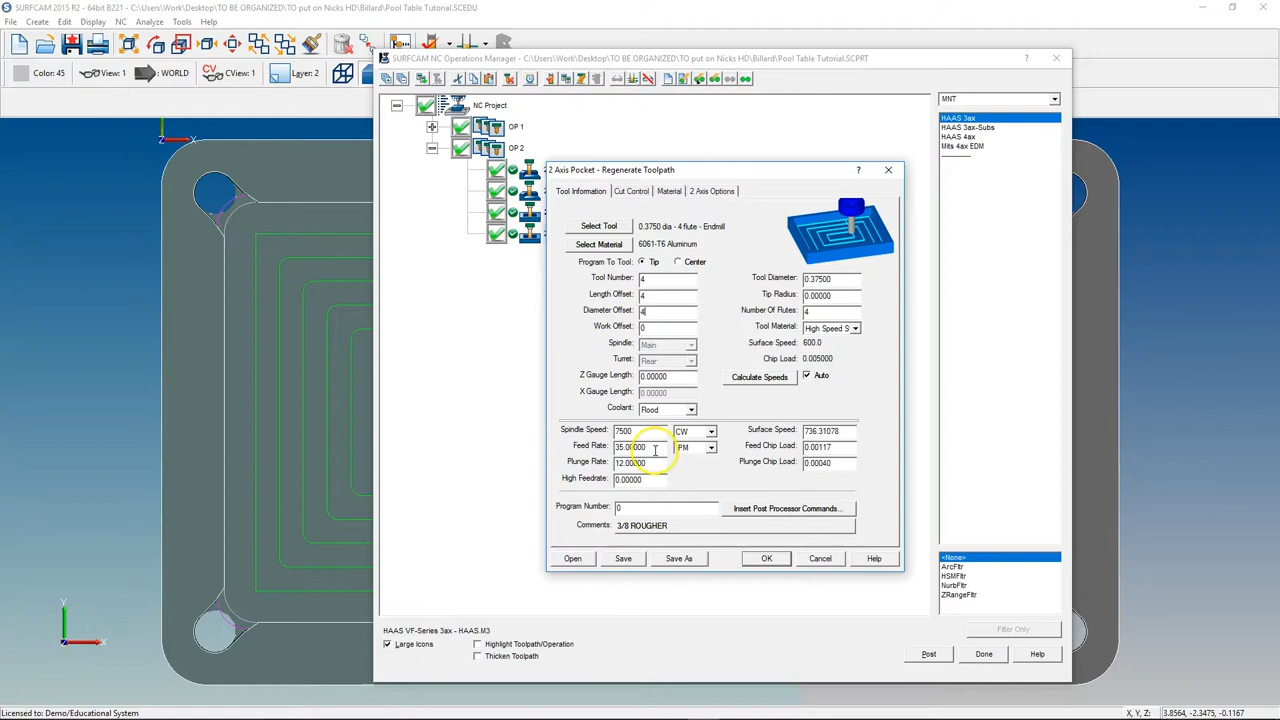 SURFCAM 2015 R2 - 64bit B221 - C:\Users\Work\Desktop\TO BE ORGANIZED\TO put on Nicks HD\Billard\Pool Table Tutorial.SCEDU
File Create Edit Display NC Analyze Tools Help
Color: 45 View: 1 :WORLD CV CView: 1 Layer: 2
SURFCAM NC Operations Manager - C:\Users\Work\Desktop\TO BE ORGANIZED\TO put on Nicks HD\Billard\Pool Table Tutorial.SCPRT
MNT
NC Project
OP 1
OP 2
HAAS 3ax
HAAS 3ax-Subs
HAAS 4ax
Mits 4ax EDM
------------
2 Axis Pocket - Regenerate Toolpath
Tool Information Cut Control Material 2 Axis Options
Select Tool 0.3750 dia - 4 flute - Endmill
Select Material 6061-T6 Aluminum
Program To Tool: Tip Center
Tool Number: 4 Tool Diameter: 0.37500
Length Offset: 4 Tip Radius: 0.00000
Diameter Offset: 4 Number Of Flutes: 4
Work Offset: 0 Tool Material: High Speed S
Spindle: Main Surface Speed: 600.0
Turret: Rear Chip Load: 0.005000
Z Gauge Length: 0.00000 Calculate Speeds Auto
X Gauge Length: 0.00000
Coolant: Flood
Spindle Speed: 7500 CW Surface Speed: 736.31078
Feed Rate: 35.00000 PM Feed Chip Load: 0.00117
Plunge Rate: 12.00000 Plunge Chip Load: 0.00040
High Feedrate: 0.00000
Program Number: 0 Insert Post Processor Commands...
Comments: 3/8 ROUGHER
Open Save Save As OK Cancel Help
<None>
ArcFltr
HSMFltr
NurbFltr
ZRangeFltr
HAAS VF-Series 3ax - HAAS.M3
Large Icons Highlight Toolpath/Operation
Thicken Toolpath
Filter Only
Post Done Help
Y
X
Z
X
Licensed to: Demo/Educational System X, Y, Z: 3.8564, -2.3475, -0.1167